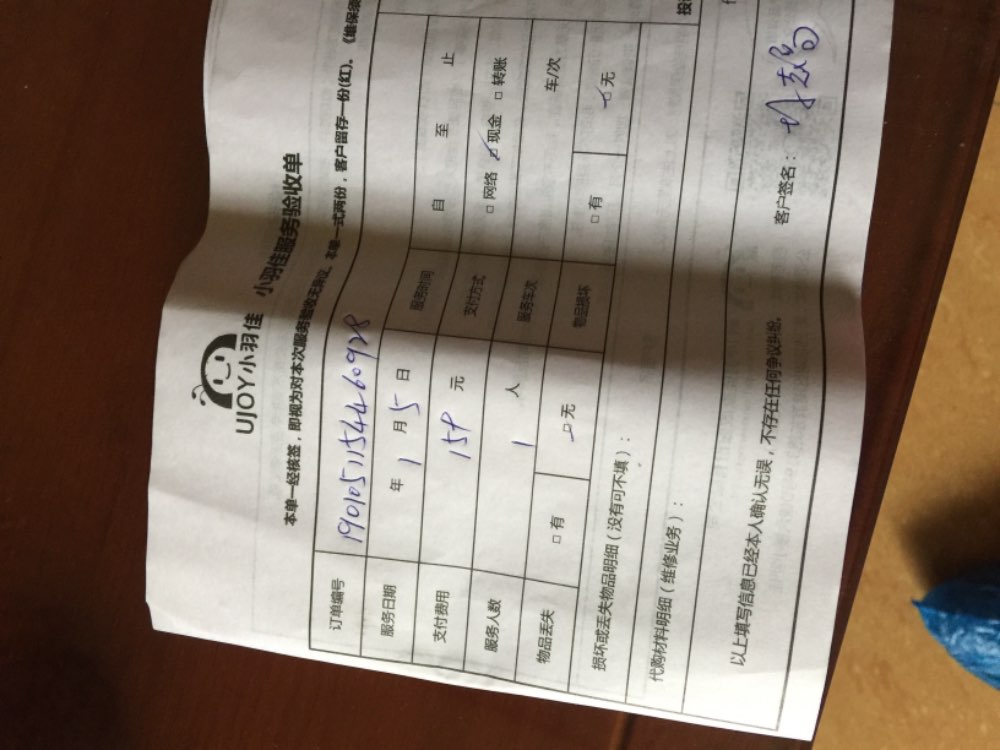 UJOY小羽佳 小羽佳服务验收单
本单一经核签，即视为对本次服务验收无异议。本单一式两份，客户留存一份(红)。《维保须
订单编号 19010511544460928
服务日期 年 1 月 5 日 服务时间 自 至 止
支付费用 159 元 支付方式 □ 网络 ☑ 现金 □ 转账
服务人数 1 人 服务车次 车/次
物品丢失 □ 有 ☑ 无 物品损坏 □ 有 ☑ 无
损坏或丢失物品明细（没有可不填）：
代购材料明细（维修业务）：
以上填写信息已经本人确认无误，不存在任何争议纠纷。 客户签名：